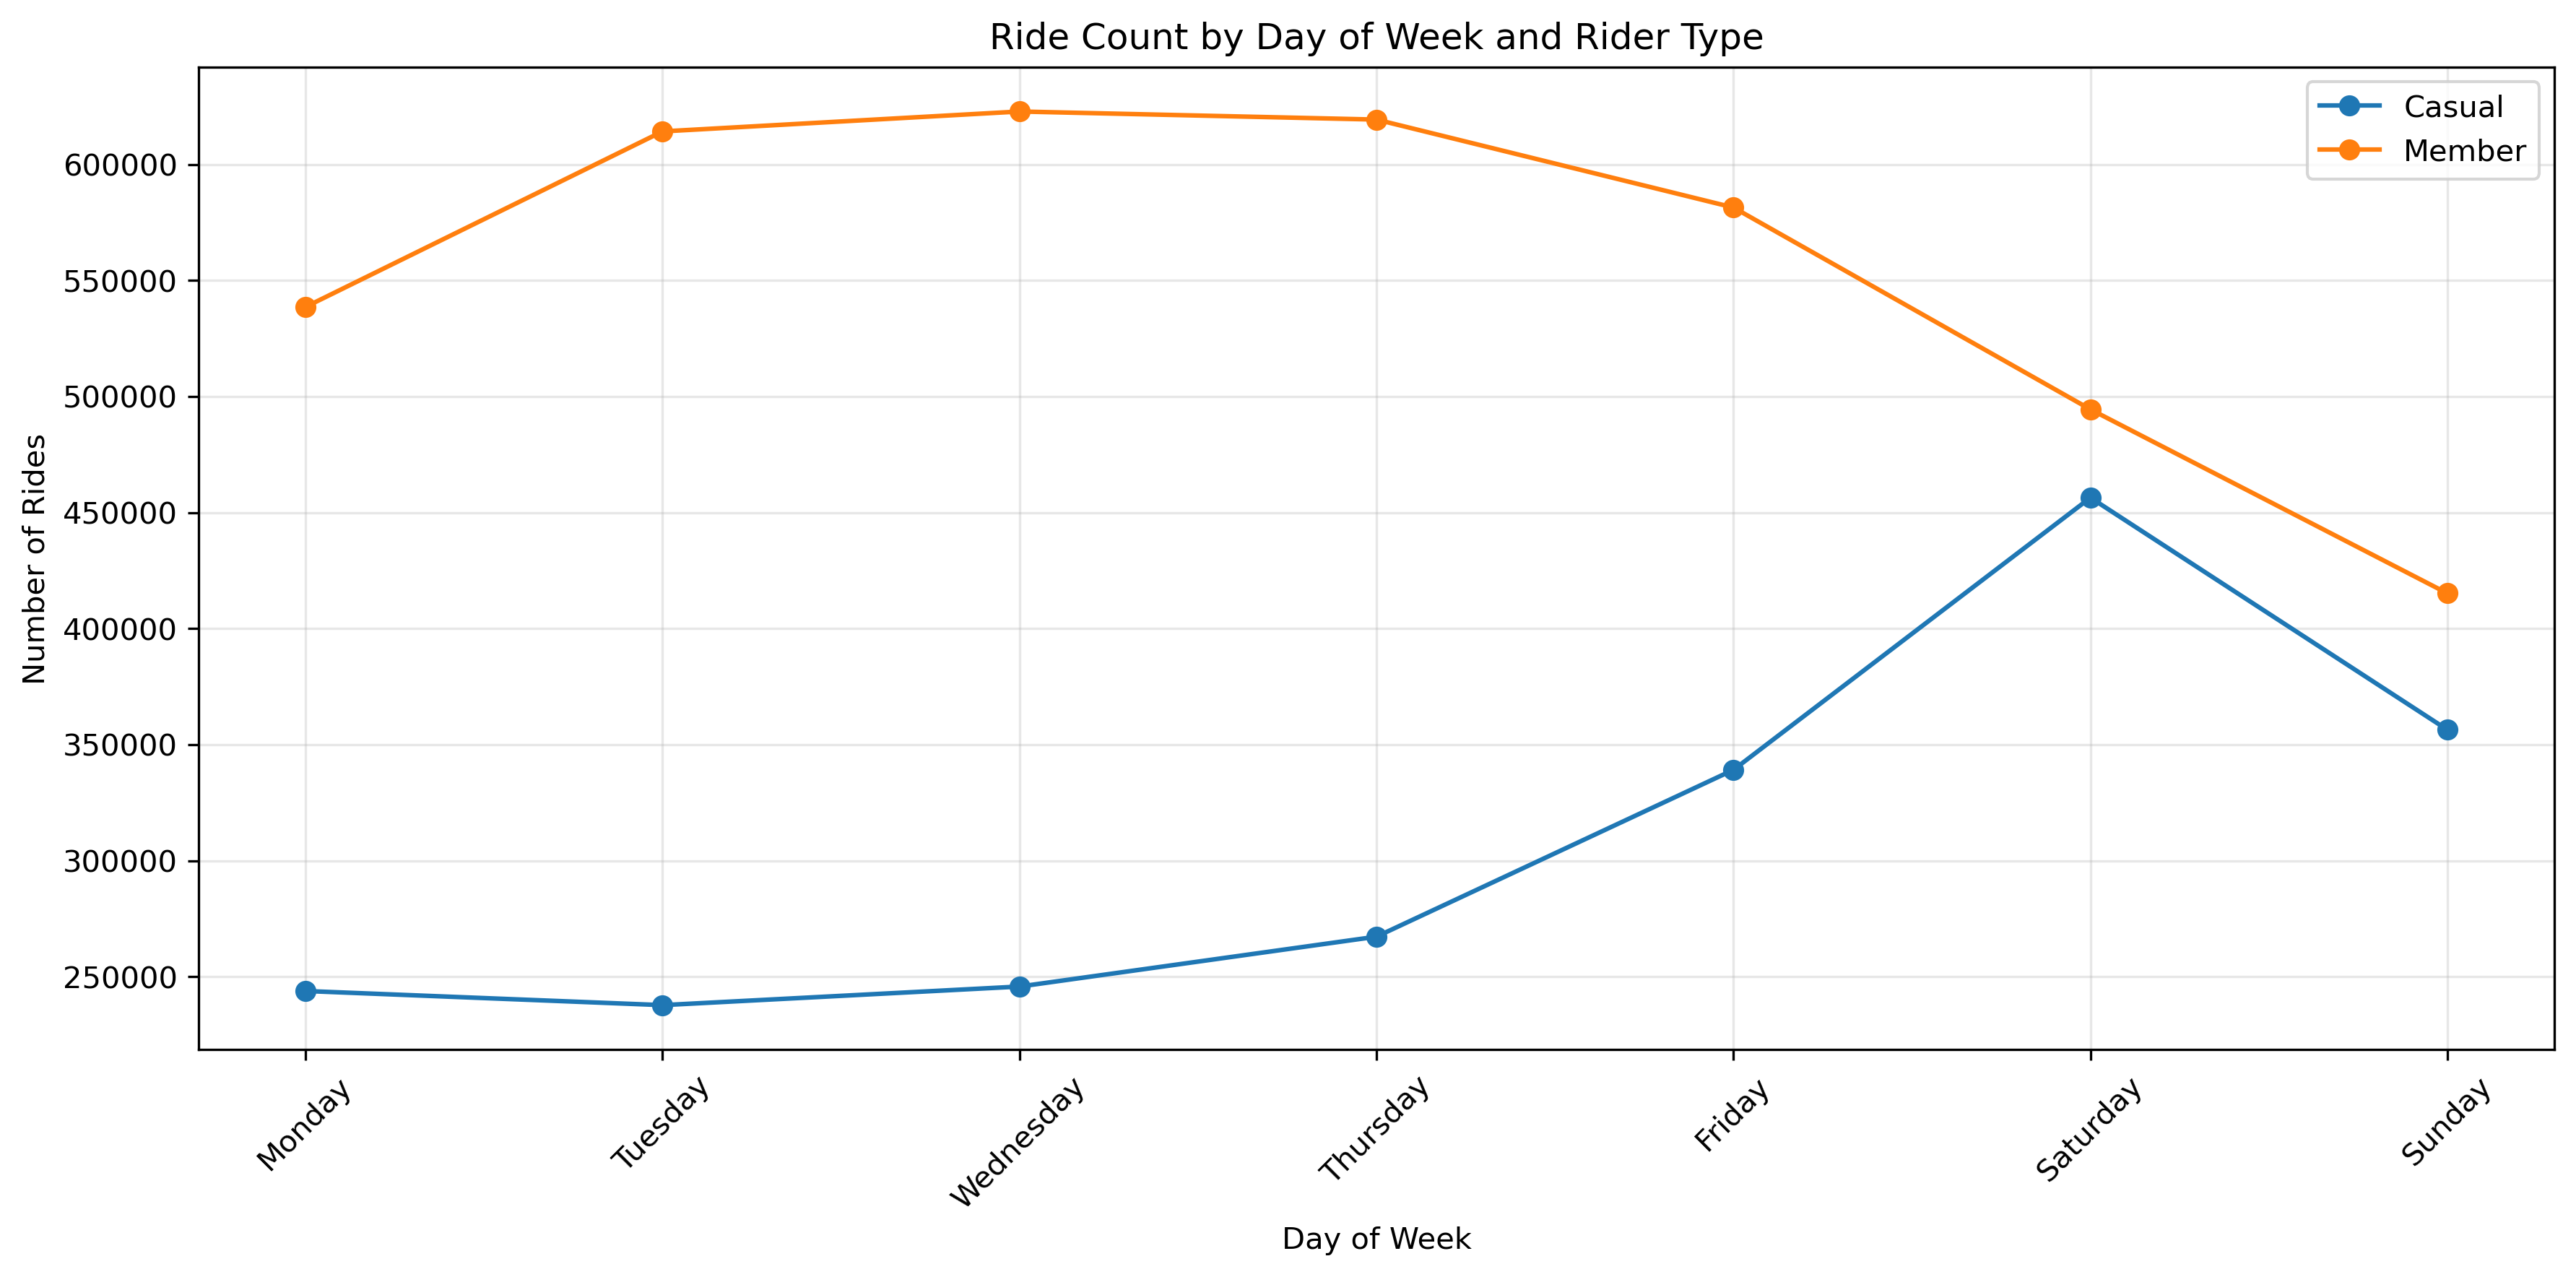 Ride Count by Day of Week and Rider Type
Casual
Member
Number of Rides
600000
550000
500000
450000
400000
350000
300000
250000
Monday
Tuesday
Wednesday
Thursday
Friday
Saturday
Sunday
Day of Week